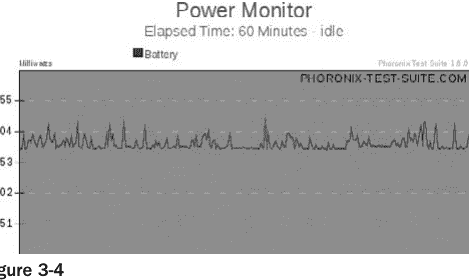 Power Monitor
Elapsed Time: 60 Minutes - idle
Battery
Milliwatts
Phoronix Test Suite 1.8.0
PHORONIX-TEST-SUITE.COM
55
04
53
02
51
gure 3-4